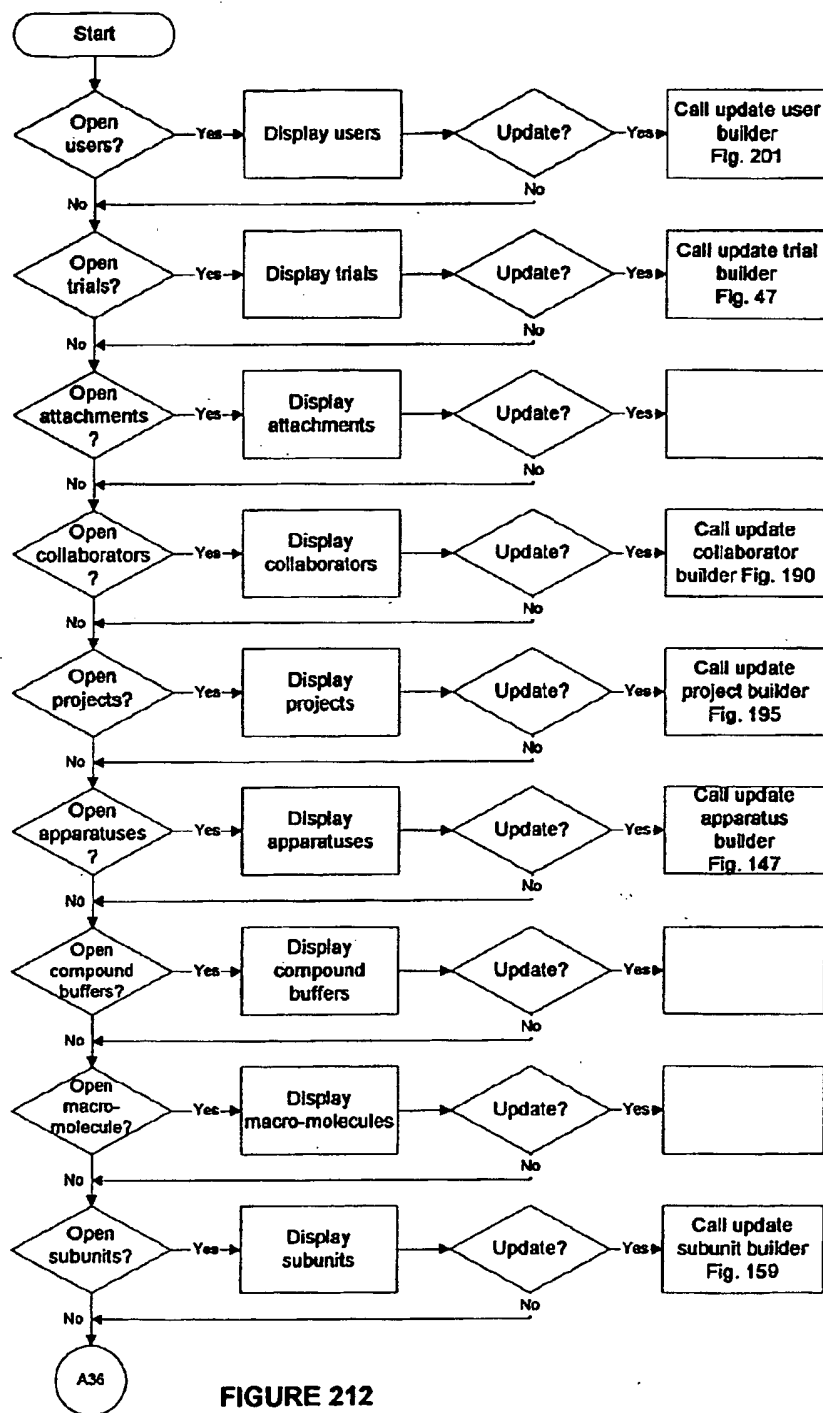 Start
Open
users?
Yes
Display users
Update?
Yes
Call update user
builder
Fig. 201
No
No
Open
trials?
Yes
Display trials
Update?
Yes
Call update trial
builder
Fig. 47
No
No
Open
attachments
?
Yes
Display
attachments
Update?
Yes
No
No
Open
collaborators
?
Yes
Display
collaborators
Update?
Yes
Call update
collaborator
builder Fig. 190
No
No
Open
projects?
Yes
Display
projects
Update?
Yes
Call update
project builder
Fig. 195
No
No
Open
apparatuses
?
Yes
Display
apparatuses
Update?
Yes
Call update
apparatus
builder
Fig. 147
No
No
Open
compound
buffers?
Yes
Display
compound
buffers
Update?
Yes
No
No
Open
macro-
molecule?
Yes
Display
macro-molecules
Update?
Yes
No
No
Open
subunits?
Yes
Display
subunits
Update?
Yes
Call update
subunit builder
Fig. 159
No
No
A36
FIGURE 212